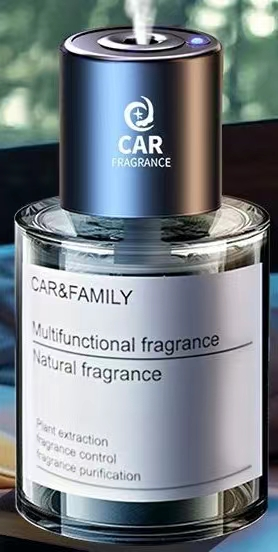 CAR
FRAGRANCE
CAR&FAMILY
Multifunctional fragrance
Natural fragrance
Plant extraction
fragrance control
fragrance purification